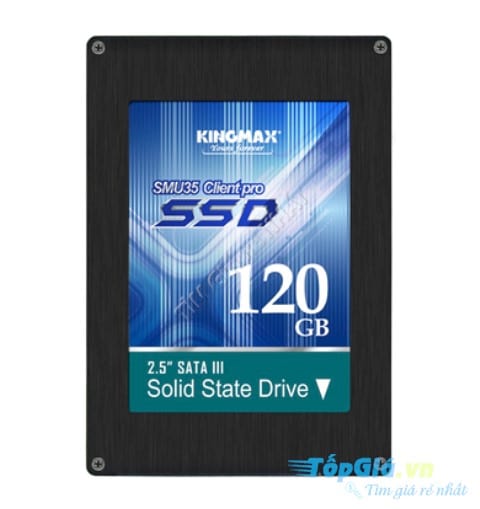 KINGMAX
Yours forever
SMU35 Client pro
SSD
120
GB
2.5" SATA III
Solid State Drive
TốpGiá.vn
Tìm giá rẻ nhất